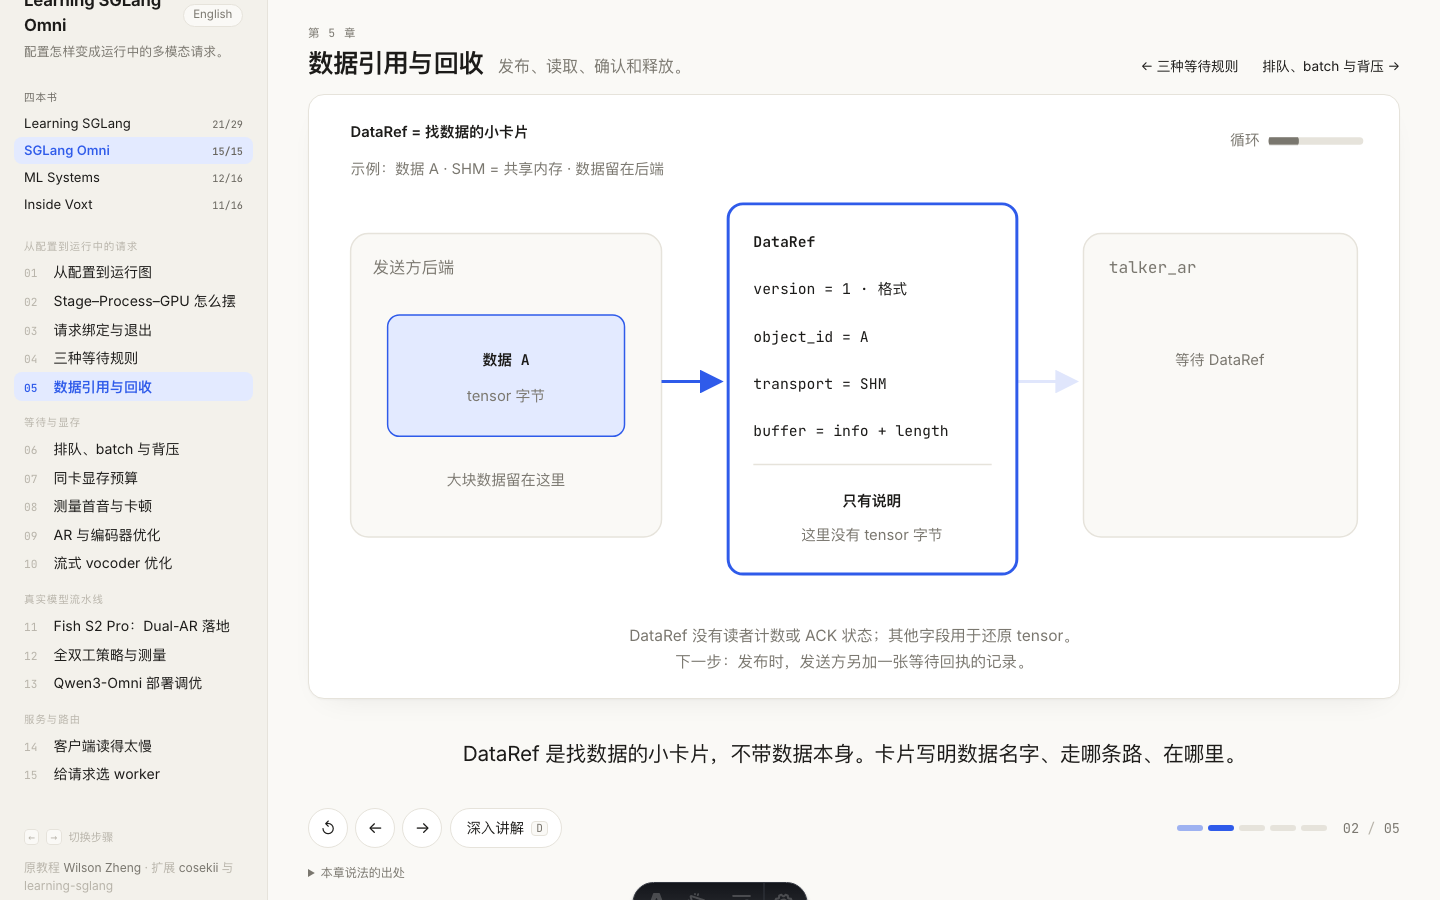 Learning SGLang
Omni
English
配置怎样变成运行中的多模态请求。
四本书
Learning SGLang 21/29
SGLang Omni 15/15
ML Systems 12/16
Inside Voxt 11/16
从配置到运行中的请求
01 从配置到运行图
02 Stage–Process–GPU 怎么摆
03 请求绑定与退出
04 三种等待规则
05 数据引用与回收
等待与显存
06 排队、batch 与背压
07 同卡显存预算
08 测量首音与卡顿
09 AR 与编码器优化
10 流式 vocoder 优化
真实模型流水线
11 Fish S2 Pro：Dual-AR 落地
12 全双工策略与测量
13 Qwen3-Omni 部署调优
服务与路由
14 客户端读得太慢
15 给请求选 worker
← → 切换步骤
原教程 Wilson Zheng · 扩展 cosekii 与
learning-sglang
第 5 章
数据引用与回收 发布、读取、确认和释放。
← 三种等待规则 排队、batch 与背压 →
DataRef = 找数据的小卡片
循环
示例：数据 A · SHM = 共享内存 · 数据留在后端
发送方后端
数据 A
tensor 字节
大块数据留在这里
DataRef
version = 1 · 格式
object_id = A
transport = SHM
buffer = info + length
只有说明
这里没有 tensor 字节
talker_ar
等待 DataRef
DataRef 没有读者计数或 ACK 状态；其他字段用于还原 tensor。
下一步：发布时，发送方另加一张等待回执的记录。
DataRef 是找数据的小卡片，不带数据本身。卡片写明数据名字、走哪条路、在哪里。
← → 深入讲解 D
02 / 05
▶ 本章说法的出处